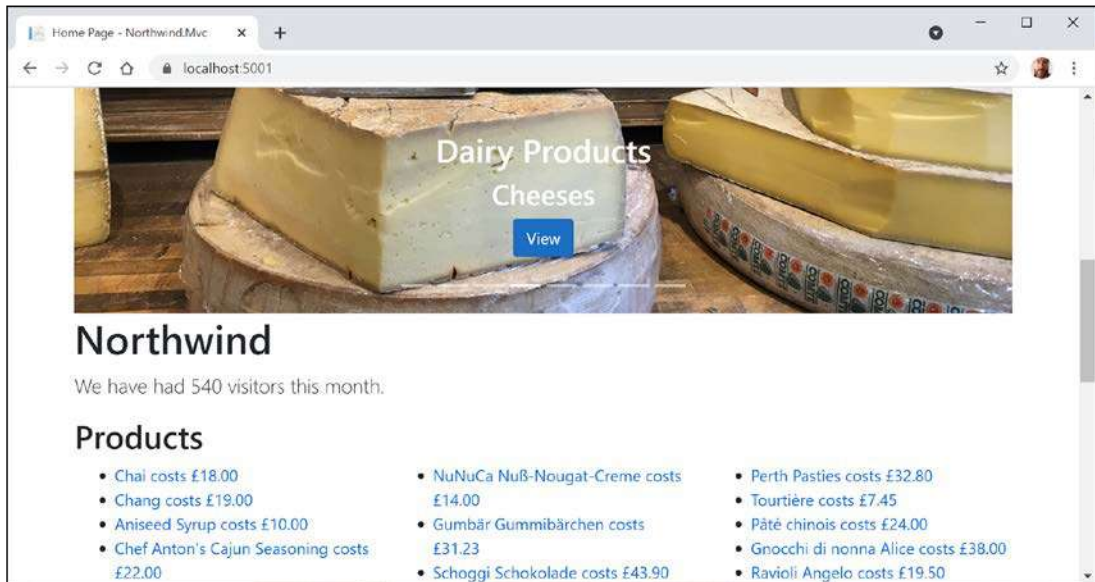 Home Page - Northwind.Mvc
localhost:5001
Dairy Products
Cheeses
View
COMTÉ
Northwind
We have had 540 visitors this month.
Products
Chai costs £18.00
Chang costs £19.00
Aniseed Syrup costs £10.00
Chef Anton's Cajun Seasoning costs
£22.00
NuNuCa Nuß-Nougat-Creme costs
£14.00
Gumbär Gummibärchen costs
£31.23
Schoggi Schokolade costs £43.90
Perth Pasties costs £32.80
Tourtière costs £7.45
Pâté chinois costs £24.00
Gnocchi di nonna Alice costs £38.00
Ravioli Angelo costs £19.50